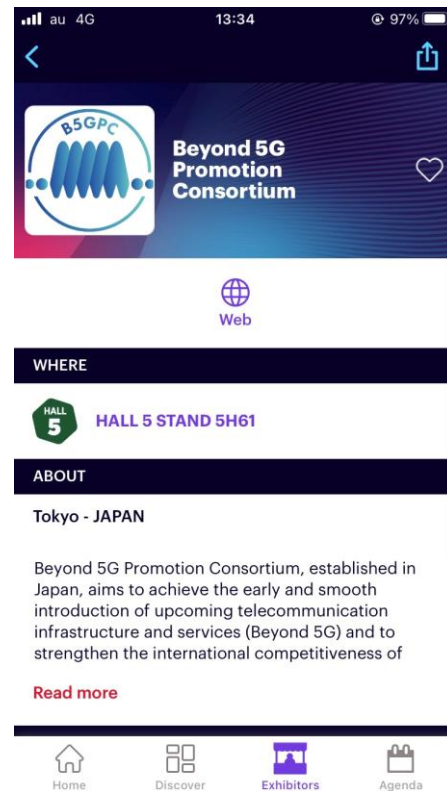 au 4G 13:34 97%
B5GPC
Beyond 5G
Promotion
Consortium
Web
WHERE
HALL
5
HALL 5 STAND 5H61
ABOUT
Tokyo - JAPAN
Beyond 5G Promotion Consortium, established in
Japan, aims to achieve the early and smooth
introduction of upcoming telecommunication
infrastructure and services (Beyond 5G) and to
strengthen the international competitiveness of
Read more
Home Discover Exhibitors Agenda